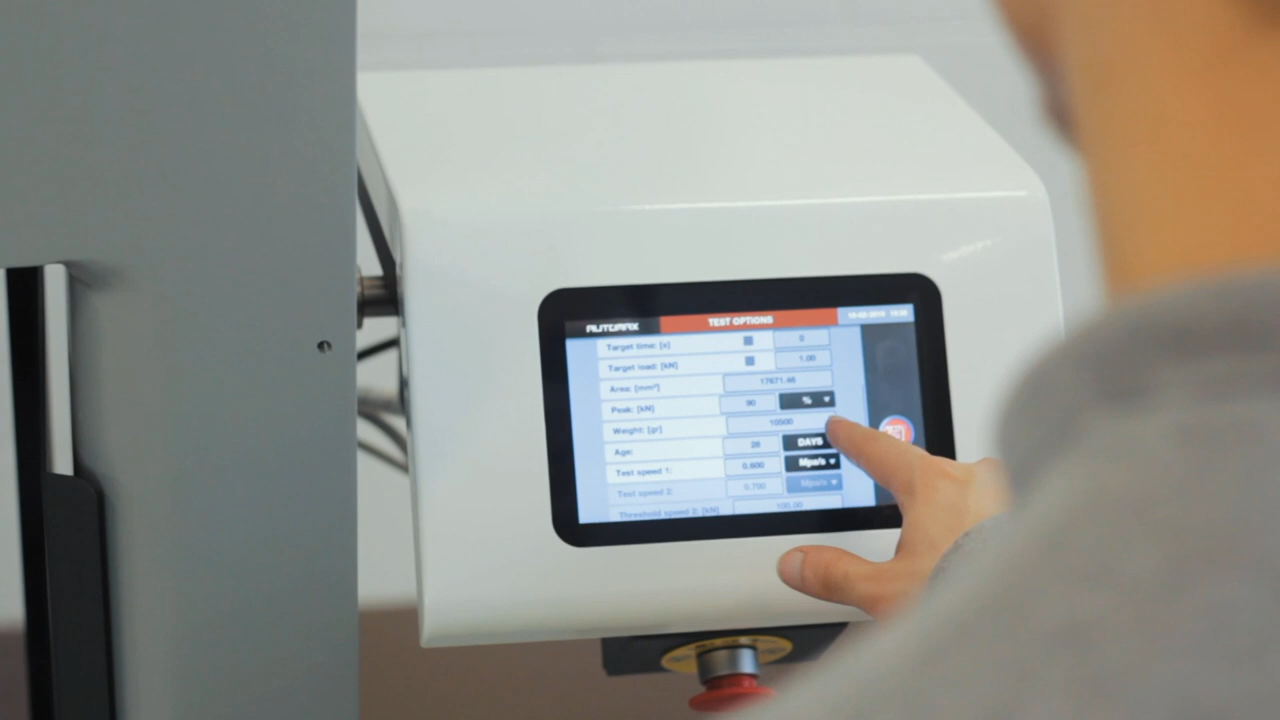 AUTOMAX TEST OPTIONS
Target time: [s] 0
Target load: [kN] 1.00
Area: [mm²] 17671.46
Peak: [kN] 90 %
Weight: [gr] 10500
Age: 28 DAYS
Test speed 1: 0.600 Mpa/s
Test speed 2: 0.700 Mpa/s
Threshold speed 2: [kN] 100.00